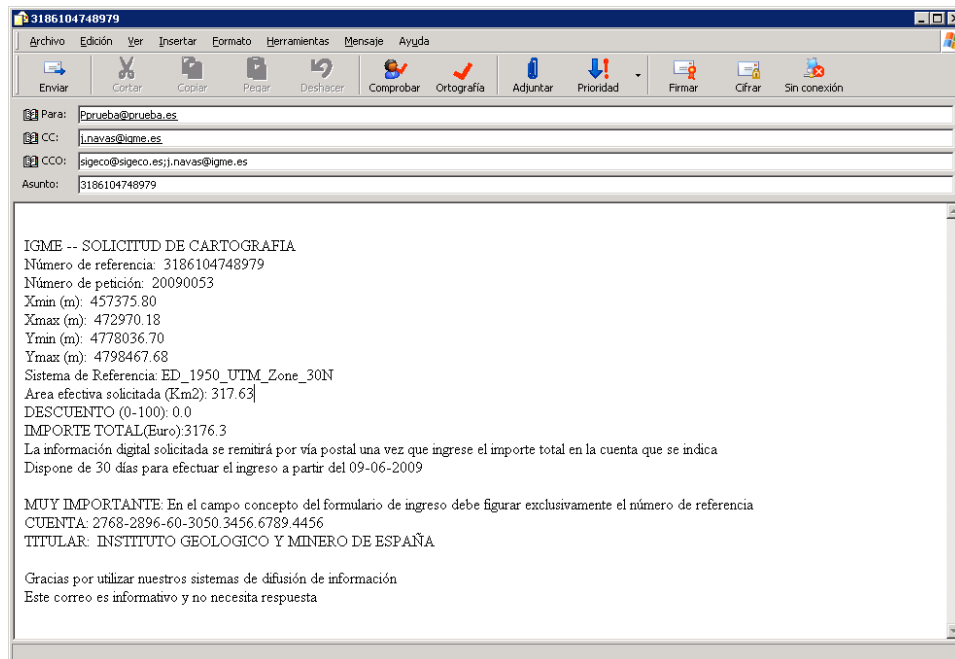 3186104748979
Archivo Edición Ver Insertar Formato Herramientas Mensaje Ayuda
Enviar Cortar Copiar Pegar Deshacer Comprobar Ortografía Adjuntar Prioridad Firmar Cifrar Sin conexión
Para: Pprueba@prueba.es
CC: j.navas@igme.es
CCO: sigeco@sigeco.es;j.navas@igme.es
Asunto: 3186104748979
IGME -- SOLICITUD DE CARTOGRAFIA
Número de referencia: 3186104748979
Número de petición: 20090053
Xmin (m): 457375.80
Xmax (m): 472970.18
Ymin (m): 4778036.70
Ymax (m): 4798467.68
Sistema de Referencia: ED_1950_UTM_Zone_30N
Area efectiva solicitada (Km2): 317.63
DESCUENTO (0-100): 0.0
IMPORTE TOTAL(Euro):3176.3
La información digital solicitada se remitirá por vía postal una vez que ingrese el importe total en la cuenta que se indica
Dispone de 30 días para efectuar el ingreso a partir del 09-06-2009
MUY IMPORTANTE: En el campo concepto del formulario de ingreso debe figurar exclusivamente el número de referencia
CUENTA: 2768-2896-60-3050.3456.6789.4456
TITULAR: INSTITUTO GEOLOGICO Y MINERO DE ESPAÑA
Gracias por utilizar nuestros sistemas de difusión de información
Este correo es informativo y no necesita respuesta